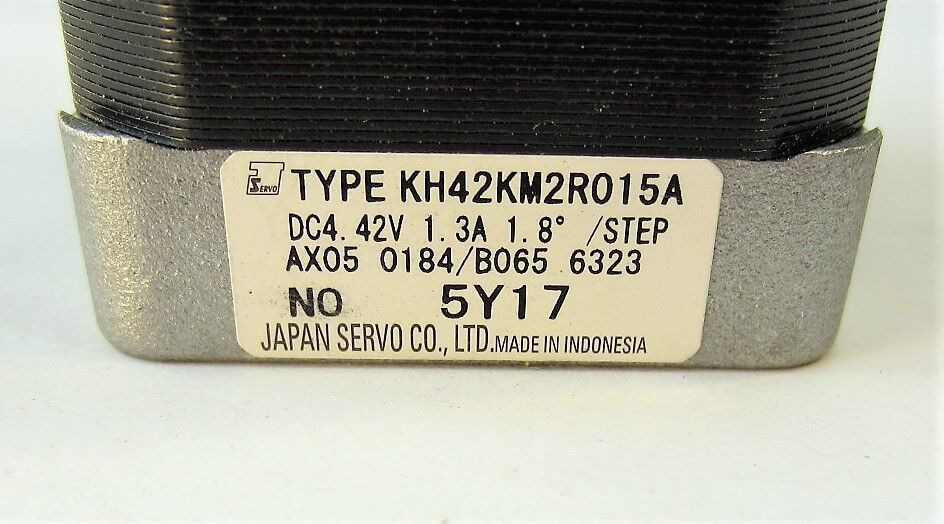 J SERVO TYPE KH42KM2R015A
DC4.42V 1.3A 1.8° /STEP
AX05 0184/B065 6323
NO 5Y17
JAPAN SERVO CO., LTD. MADE IN INDONESIA